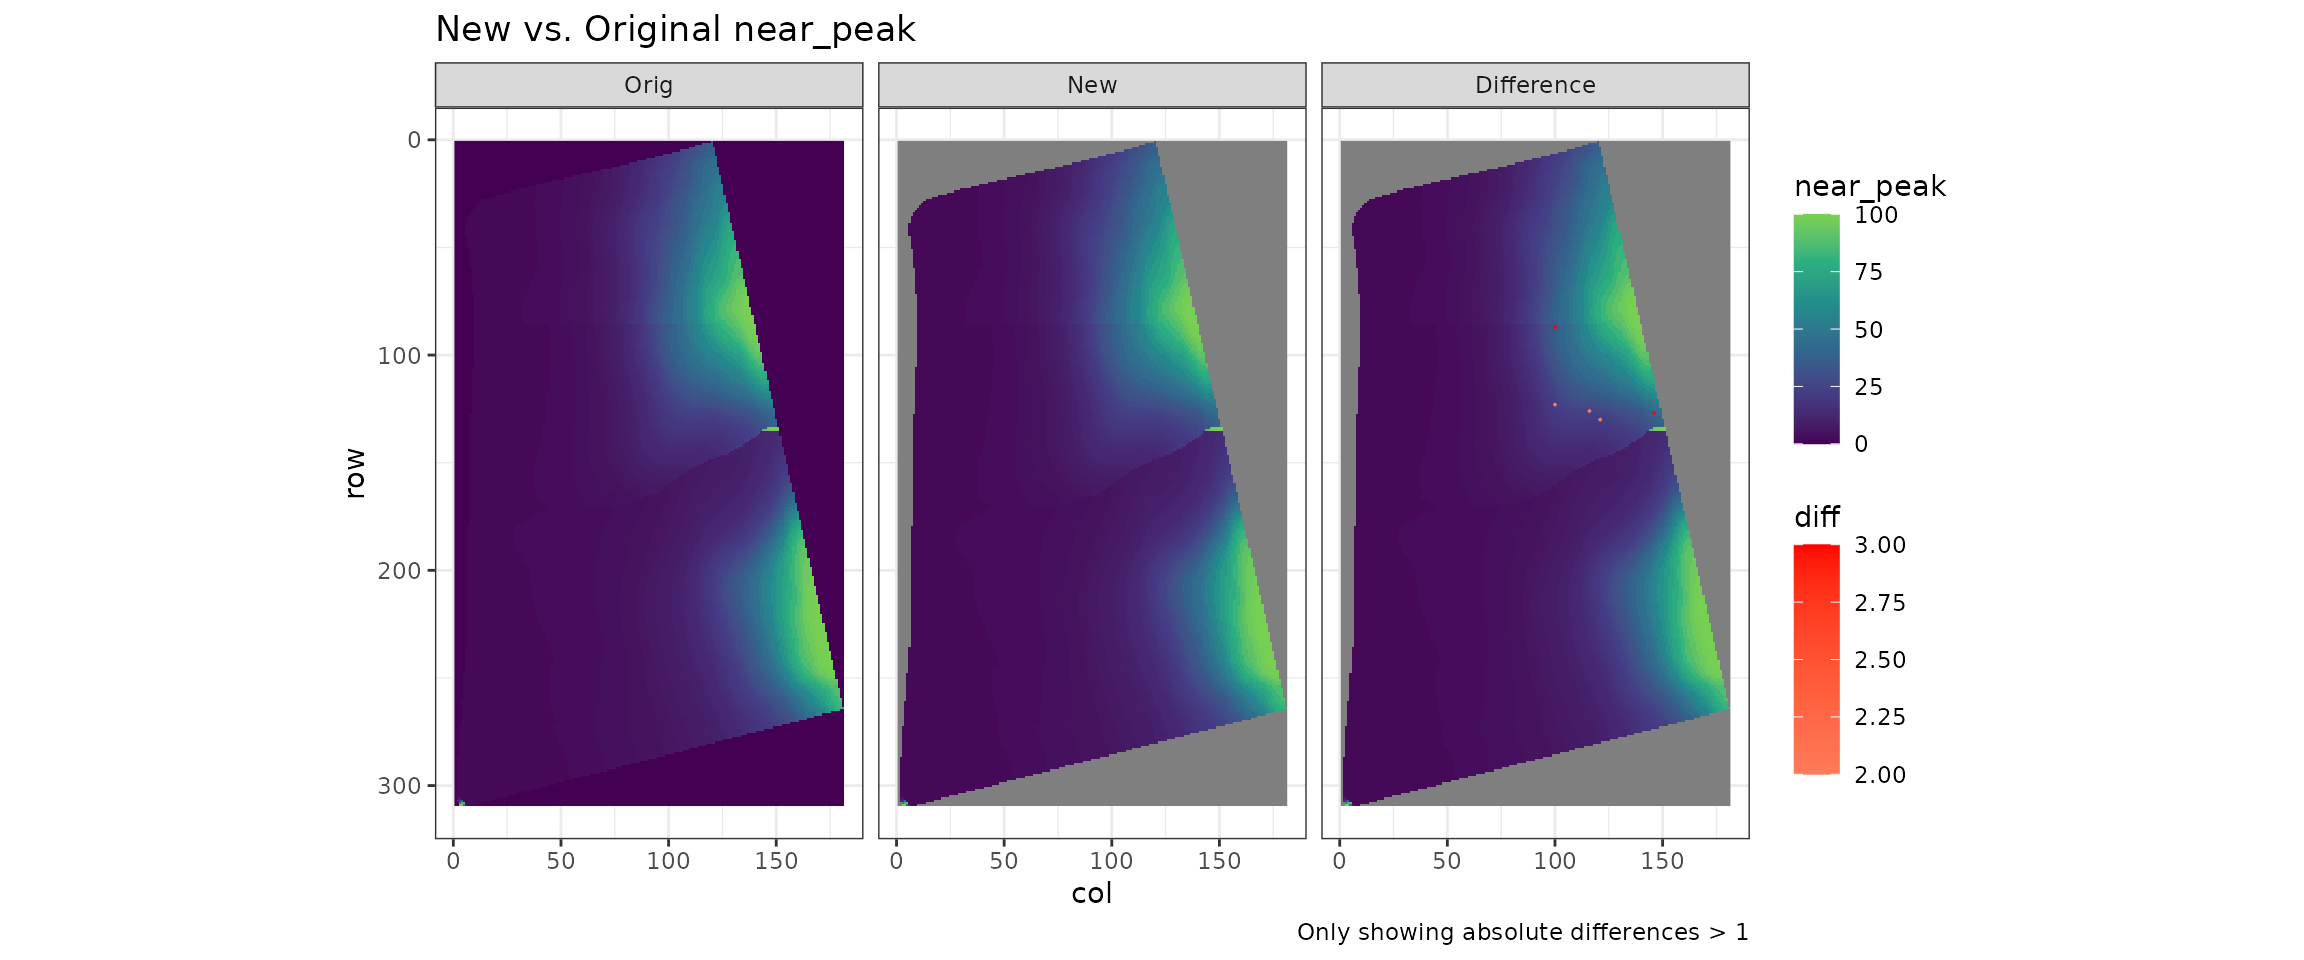 New vs. Original near_peak
Orig
New
Difference
0
100
200
300
row
0 50 100 150
0 50 100 150
0 50 100 150
col
near_peak
100
75
50
25
0
diff
3.00
2.75
2.50
2.25
2.00
Only showing absolute differences > 1